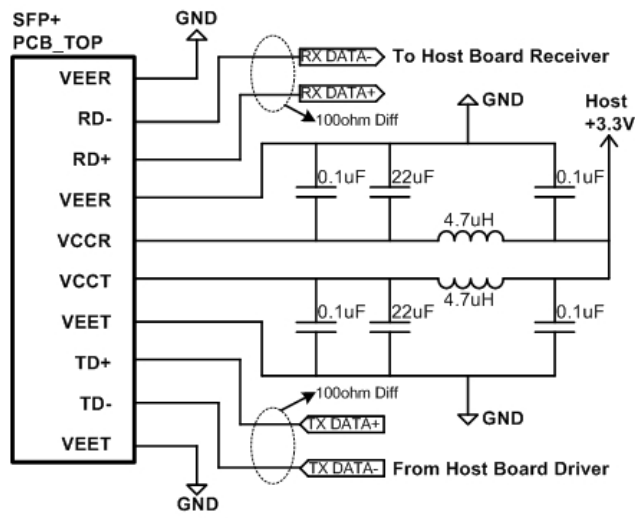 SFP+
PCB_TOP
GND
VEER
RD-
RD+
VEER
VCCR
VCCT
VEET
TD+
TD-
VEET
GND
RX DATA-
To Host Board Receiver
RX DATA+
100ohm Diff
GND
Host
+3.3V
0.1uF
22uF
0.1uF
4.7uH
4.7uH
0.1uF
22uF
0.1uF
100ohm Diff
GND
TX DATA+
TX DATA-
From Host Board Driver